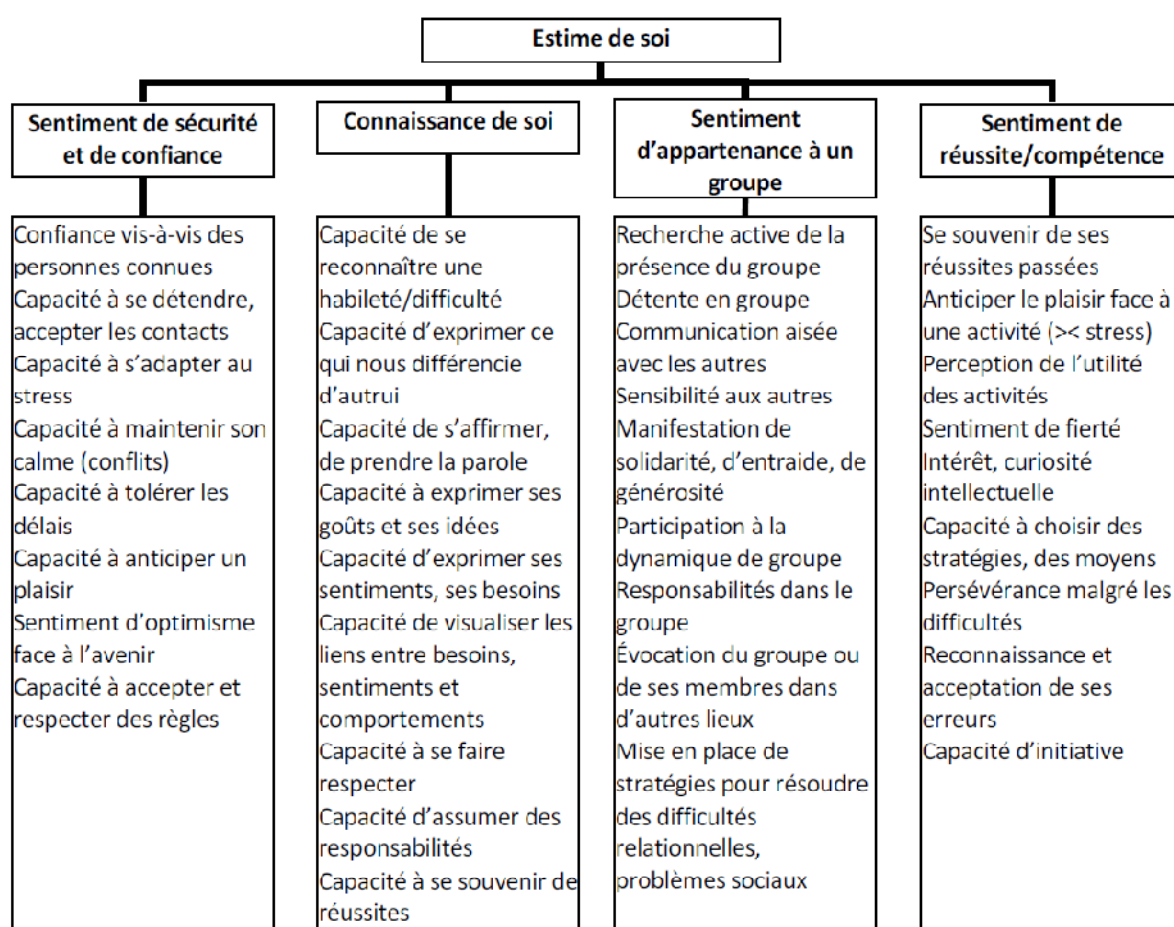 Estime de soi
Sentiment de sécurité
et de confiance
Connaissance de soi
Sentiment
d'appartenance à un
groupe
Sentiment de
réussite/compétence
Confiance vis-à-vis des
personnes connues
Capacité à se détendre,
accepter les contacts
Capacité à s'adapter au
stress
Capacité à maintenir son
calme (conflits)
Capacité à tolérer les
délais
Capacité à anticiper un
plaisir
Sentiment d'optimisme
face à l'avenir
Capacité à accepter et
respecter des règles
Capacité de se
reconnaître une
habileté/difficulté
Capacité d'exprimer ce
qui nous différencie
d'autrui
Capacité de s'affirmer,
de prendre la parole
Capacité à exprimer ses
goûts et ses idées
Capacité d'exprimer ses
sentiments, ses besoins
Capacité de visualiser les
liens entre besoins,
sentiments et
comportements
Capacité à se faire
respecter
Capacité d'assumer des
responsabilités
Capacité à se souvenir de
réussites
Recherche active de la
présence du groupe
Détente en groupe
Communication aisée
avec les autres
Sensibilité aux autres
Manifestation de
solidarité, d'entraide, de
générosité
Participation à la
dynamique de groupe
Responsabilités dans le
groupe
Évocation du groupe ou
de ses membres dans
d'autres lieux
Mise en place de
stratégies pour résoudre
des difficultés
relationnelles,
problèmes sociaux
Se souvenir de ses
réussites passées
Anticiper le plaisir face à
une activité (>< stress)
Perception de l'utilité
des activités
Sentiment de fierté
Intérêt, curiosité
intellectuelle
Capacité à choisir des
stratégies, des moyens
Persévérance malgré les
difficultés
Reconnaissance et
acceptation de ses
erreurs
Capacité d'initiative